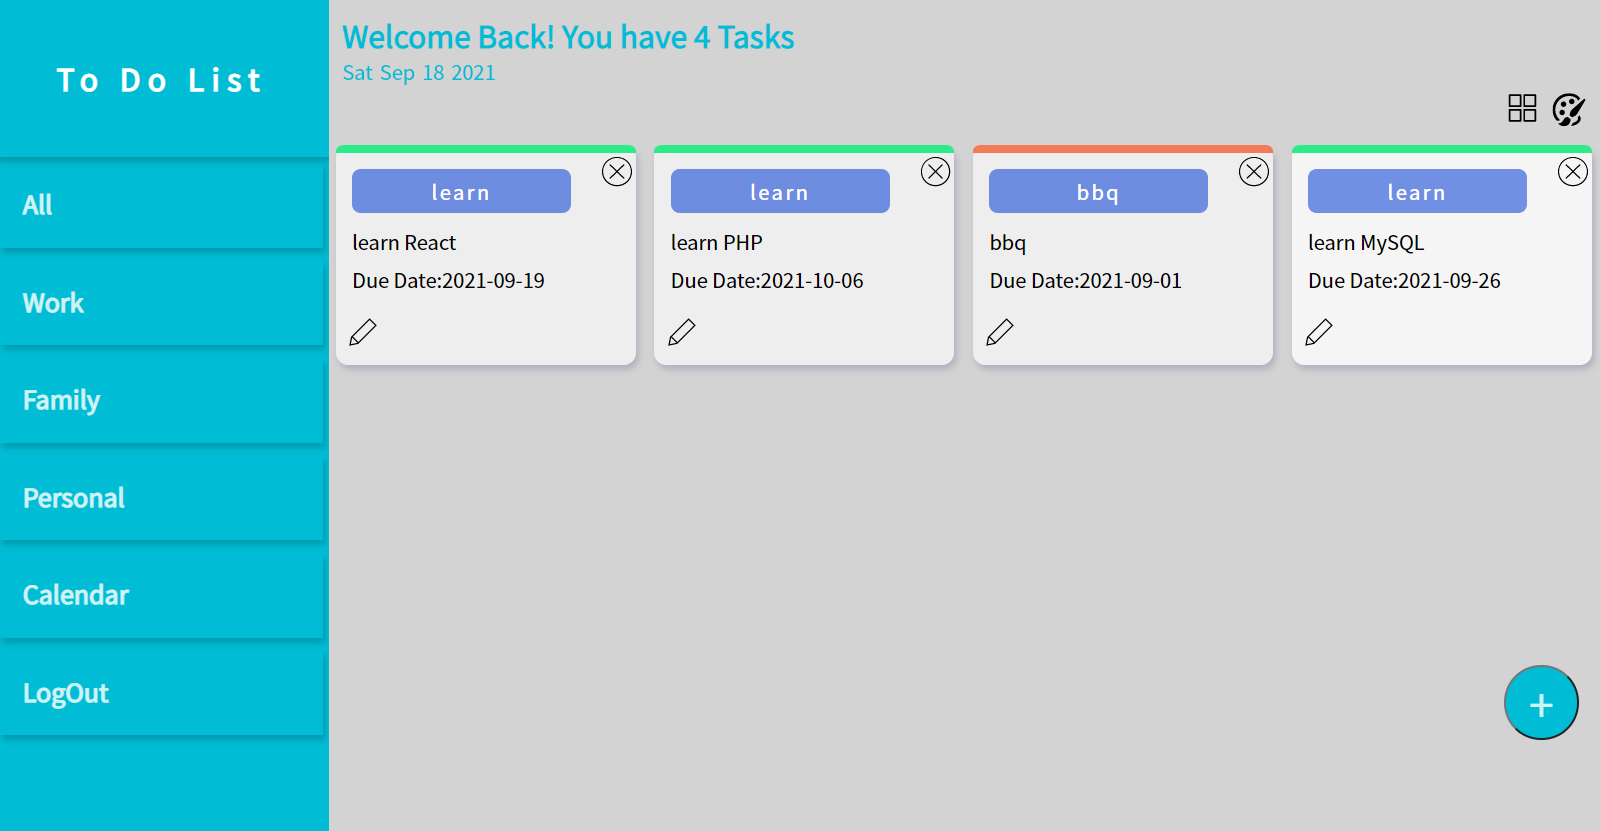 To Do List
All
Work
Family
Personal
Calendar
LogOut
Welcome Back! You have 4 Tasks
Sat Sep 18 2021
learn
learn React
Due Date:2021-09-19
learn
learn PHP
Due Date:2021-10-06
bbq
bbq
Due Date:2021-09-01
learn
learn MySQL
Due Date:2021-09-26
+